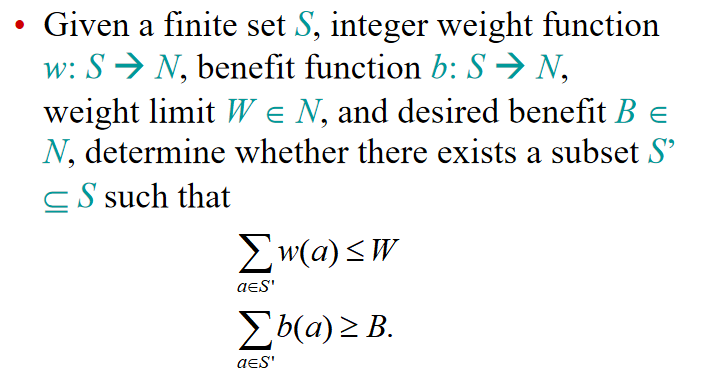 • Given a finite set S, integer weight function
w: S → N, benefit function b: S → N,
weight limit W ∈ N, and desired benefit B ∈
N, determine whether there exists a subset S’
⊆ S such that
∑w(a) ≤ W
a∈S'
∑b(a) ≥ B.
a∈S'